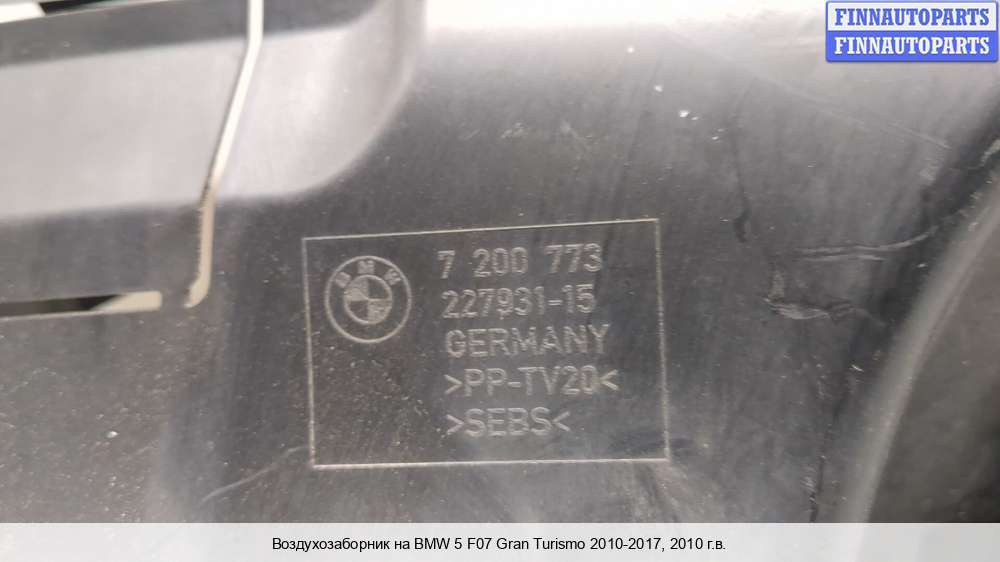 FINNAUTOPARTS
FINNAUTOPARTS
BMW
7 200 773
227931-15
GERMANY
>PP-TV20<
>SEBS<
Воздухозаборник на BMW 5 F07 Gran Turismo 2010-2017, 2010 г.в.